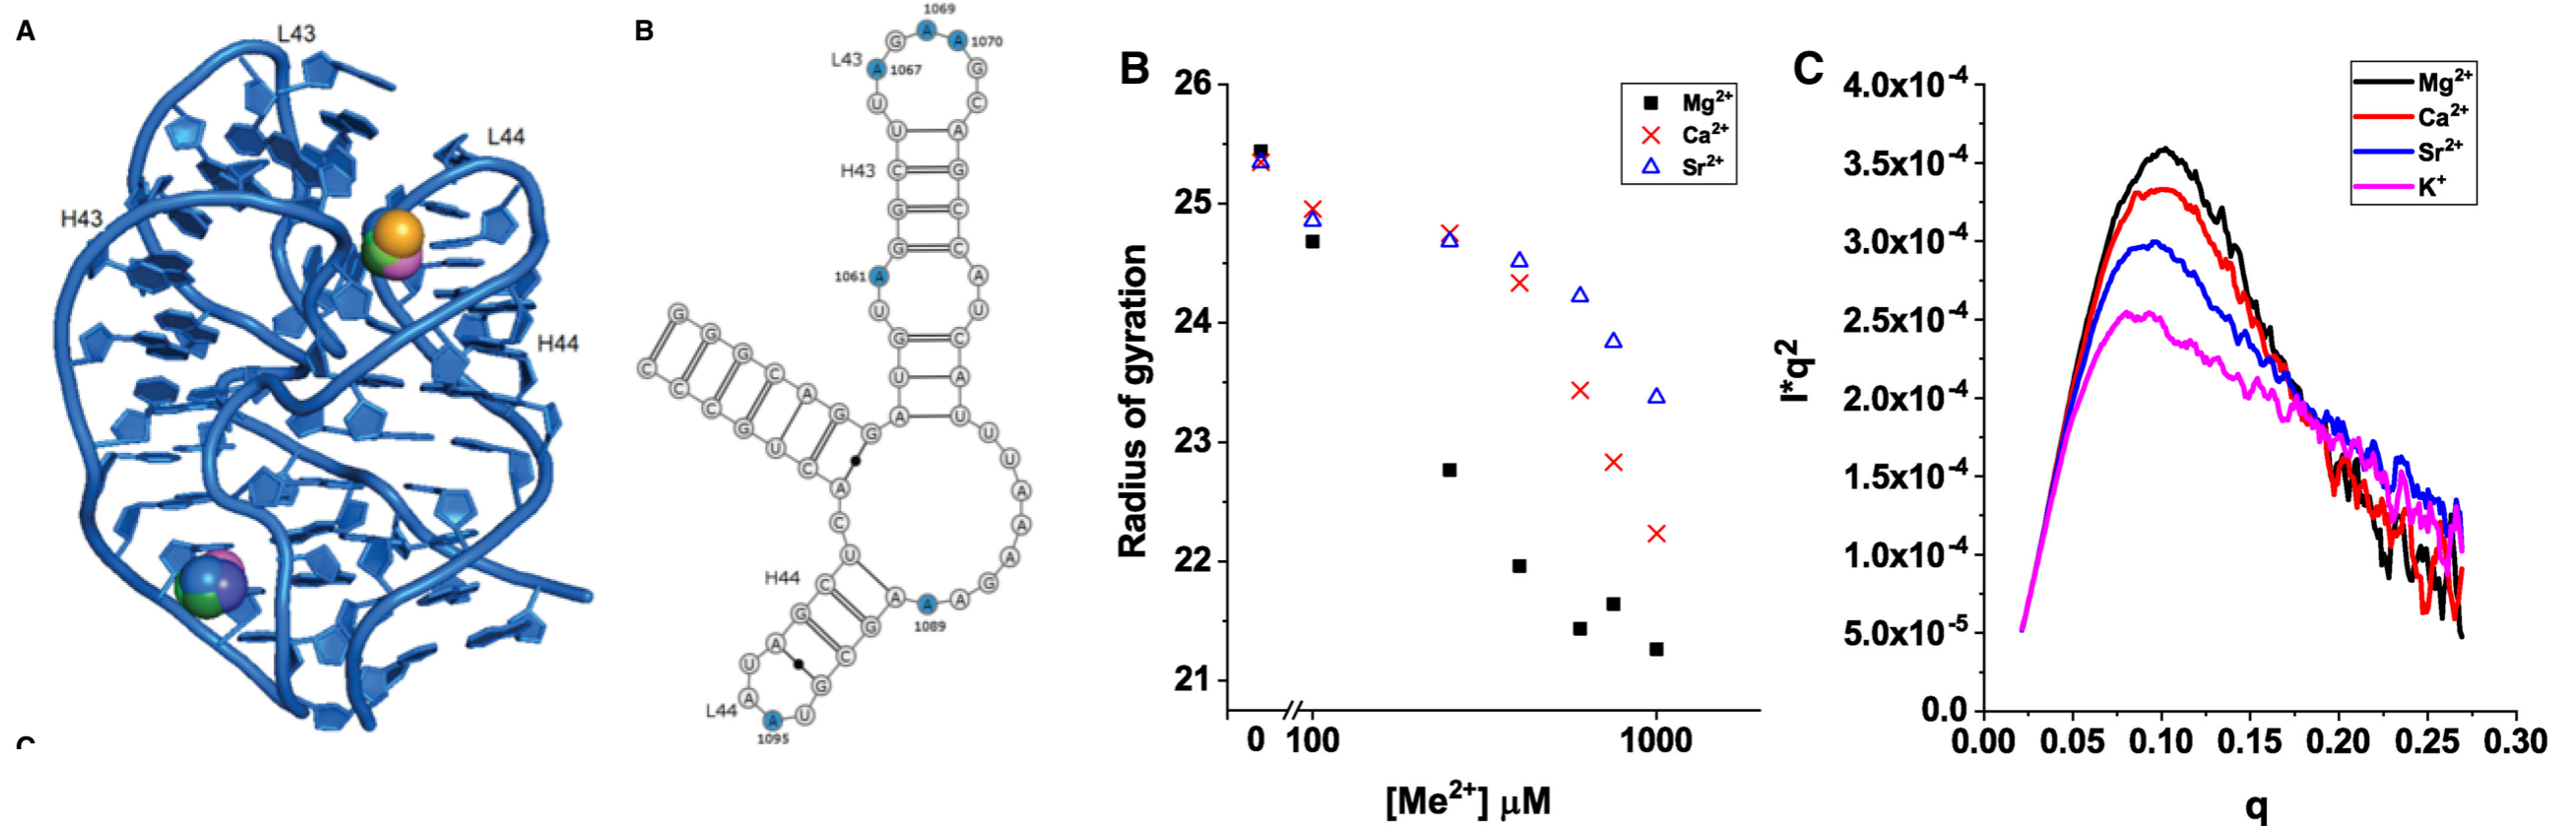 A
L43
L44
H43
H44
C
B
1069
1070
L43
1067
H43
1061
H44
L44
1095
1089
G G G C A G G A U G U A G G C U U A G A A G C A G C C A U C A U U U A A A G A A A G C G U A A U A G C U C A C U G C C C
B
26
25
24
23
22
21
Radius of gyration
Mg²⁺
Ca²⁺
Sr²⁺
0 100 1000
[Me²⁺] μM
C
4.0x10⁻⁴
3.5x10⁻⁴
3.0x10⁻⁴
2.5x10⁻⁴
2.0x10⁻⁴
1.5x10⁻⁴
1.0x10⁻⁴
5.0x10⁻⁵
0.0
I*q2
Mg²⁺
Ca²⁺
Sr²⁺
K⁺
0.00 0.05 0.10 0.15 0.20 0.25 0.30
q